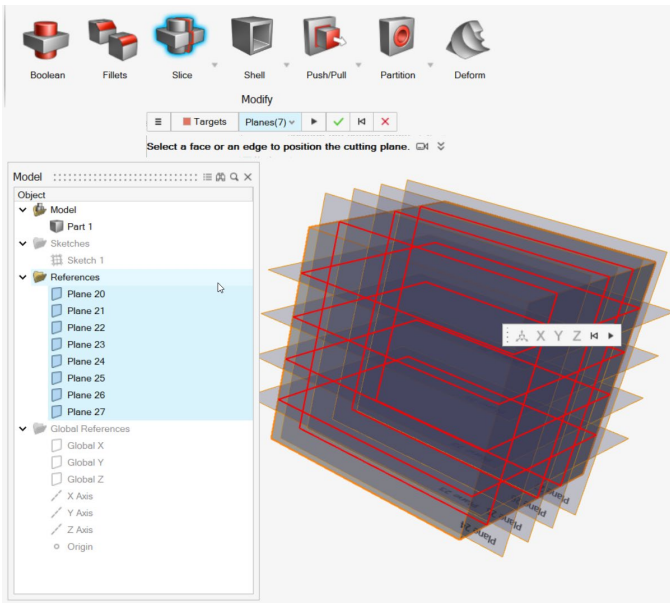 Boolean Fillets Slice Shell Push/Pull Partition Deform
Modify
Targets Planes(7)
Select a face or an edge to position the cutting plane.
Model
Object
Model
Part 1
Sketches
Sketch 1
References
Plane 20
Plane 21
Plane 22
Plane 23
Plane 24
Plane 25
Plane 26
Plane 27
Global References
Global X
Global Y
Global Z
X Axis
Y Axis
Z Axis
Origin
X Y Z
Plane 24